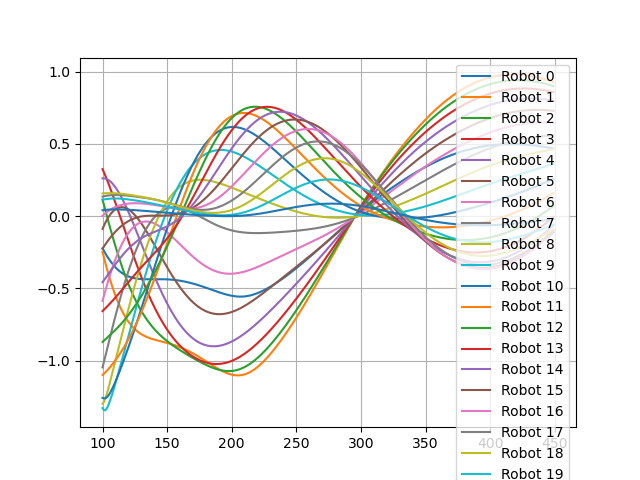 1.0
0.5
0.0
−0.5
−1.0
100
150
200
250
300
350
400
450
Robot 0
Robot 1
Robot 2
Robot 3
Robot 4
Robot 5
Robot 6
Robot 7
Robot 8
Robot 9
Robot 10
Robot 11
Robot 12
Robot 13
Robot 14
Robot 15
Robot 16
Robot 17
Robot 18
Robot 19